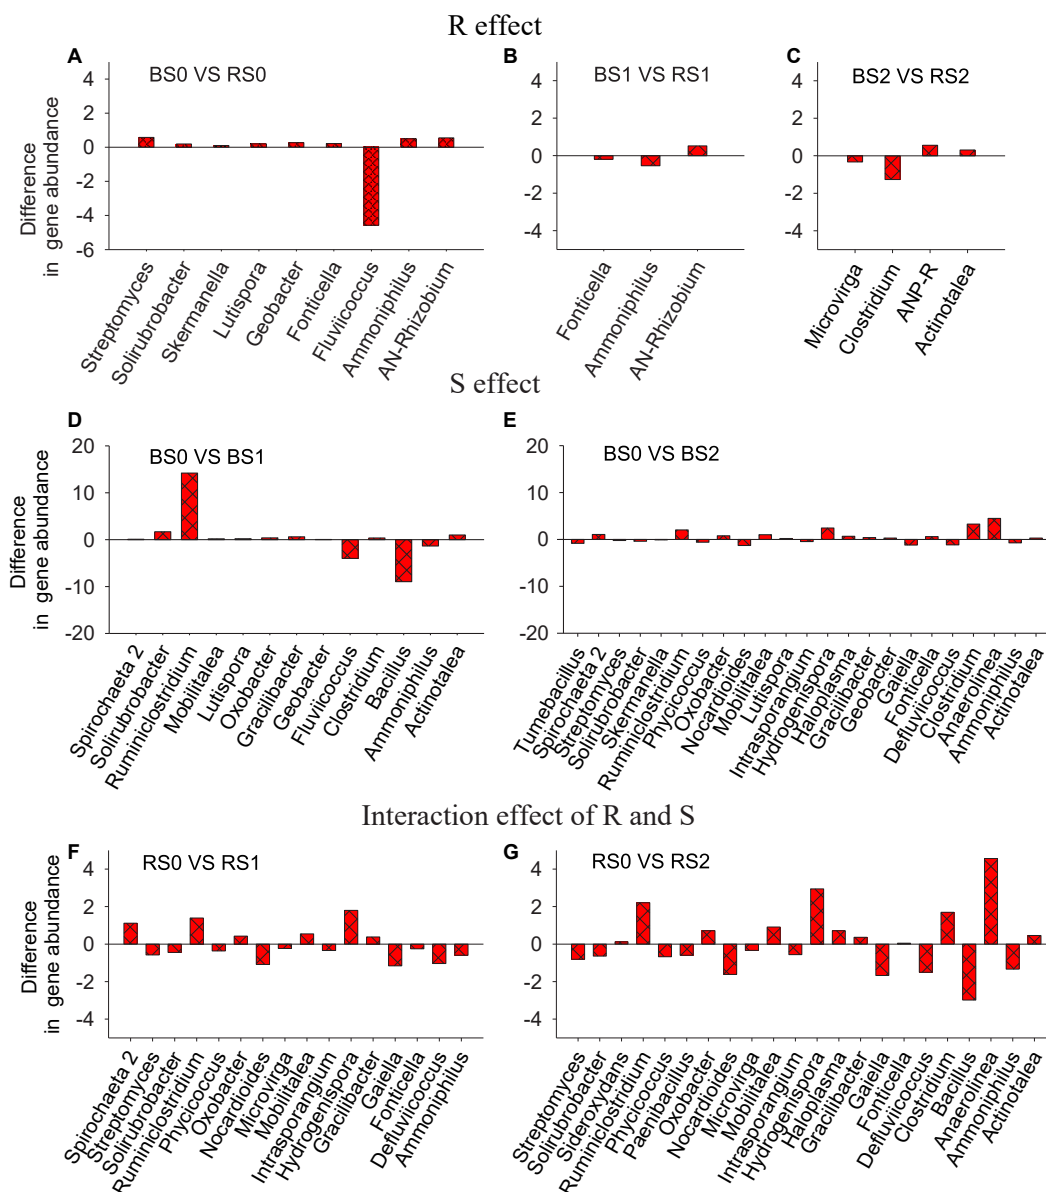 R effect
A
BS0 VS RS0
4
2
0
-2
-4
-6
Difference
in gene abundance
Streptomyces
Solirubrobacter
Skermanella
Lutispora
Geobacter
Fonticella
Fluviicoccus
Ammoniphilus
AN-Rhizobium
B
BS1 VS RS1
4
2
0
-2
-4
Fonticella
Ammoniphilus
AN-Rhizobium
C
BS2 VS RS2
4
2
0
-2
-4
Microvirga
Clostridium
ANP-R
Actinotalea
S effect
D
BS0 VS BS1
20
10
0
-10
-20
Difference
in gene abundance
Spirochaeta 2
Solirubrobacter
Ruminiclostridium
Mobilitalea
Lutispora
Oxobacter
Gracilibacter
Geobacter
Fluviicoccus
Clostridium
Bacillus
Ammoniphilus
Actinotalea
E
BS0 VS BS2
20
10
0
-10
-20
Tumebacillus
Spirochaeta 2
Streptomyces
Solirubrobacter
Skermanella
Ruminiclostridium
Phycicoccus
Oxobacter
Nocardioides
Mobilitalea
Lutispora
Intrasporangium
Hydrogenispora
Haloplasma
Gracilibacter
Geobacter
Gaiella
Fonticella
Defluviicoccus
Clostridium
Anaerolinea
Ammoniphilus
Actinotalea
Interaction effect of R and S
F
RS0 VS RS1
4
2
0
-2
-4
Difference
in gene abundance
Spirochaeta 2
Streptomyces
Solirubrobacter
Ruminiclostridium
Phycicoccus
Oxobacter
Nocardioides
Microvirga
Mobilitalea
Intrasporangium
Hydrogenispora
Gracilibacter
Gaiella
Fonticella
Defluviicoccus
Ammoniphilus
G
RS0 VS RS2
4
2
0
-2
-4
Streptomyces
Solirubrobacter
Sideroxydans
Ruminiclostridium
Phycicoccus
Paenibacillus
Oxobacter
Nocardioides
Microvirga
Mobilitalea
Intrasporangium
Hydrogenispora
Haloplasma
Gracilibacter
Gaiella
Fonticella
Defluviicoccus
Clostridium
Bacillus
Anaerolinea
Ammoniphilus
Actinotalea